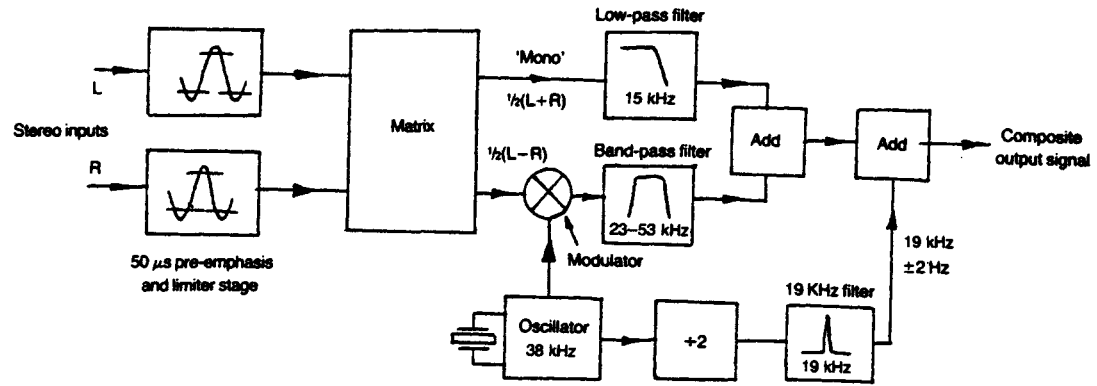 Low-pass filter
'Mono'
½(L+R)
15 kHz
L
Stereo inputs
Matrix
Add
Add
Composite
output signal
R
½(L−R)
Band-pass filter
23–53 kHz
Modulator
19 kHz
±2 Hz
50 μs pre-emphasis
and limiter stage
Oscillator
38 kHz
÷2
19 KHz filter
19 kHz